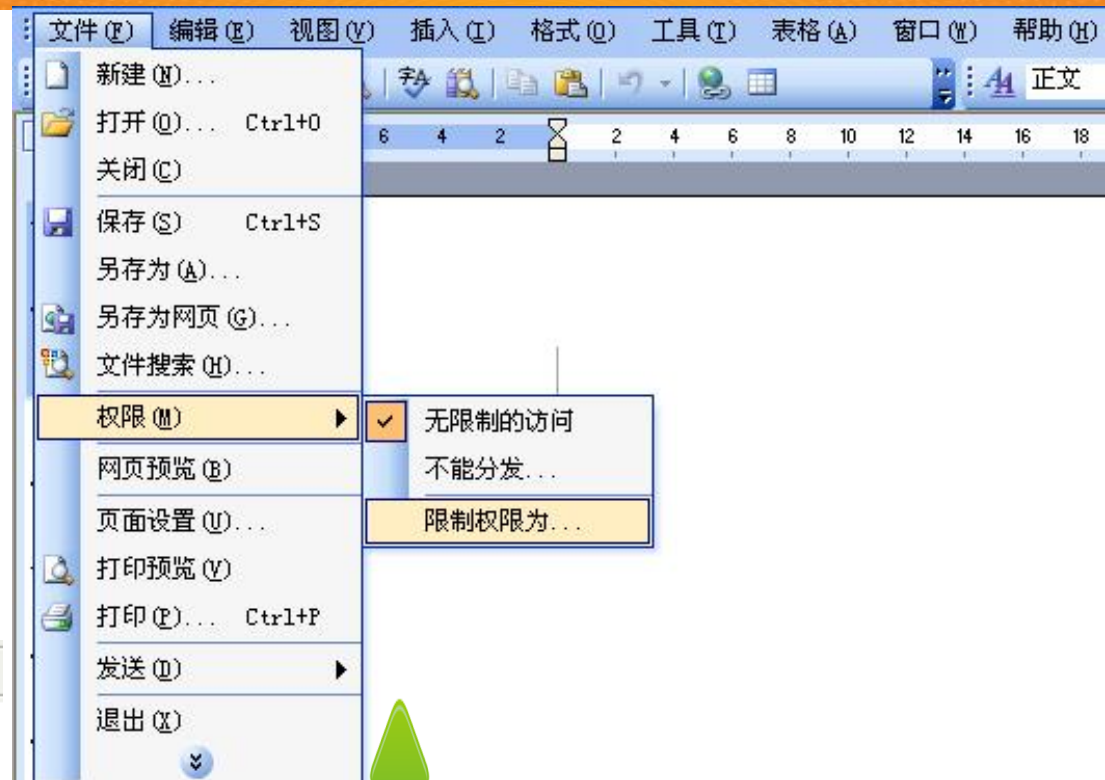 文件(F) 编辑(E) 视图(V) 插入(I) 格式(O) 工具(T) 表格(A) 窗口(W) 帮助(H)
正文
新建(N)...
打开(O)... Ctrl+O
6 4 2 2 4 6 8 10 12 14 16 18
关闭(C)
保存(S) Ctrl+S
另存为(A)...
另存为网页(G)...
文件搜索(H)...
权限(M)
无限制的访问
网页预览(B)
不能分发...
页面设置(U)...
限制权限为...
打印预览(V)
打印(P)... Ctrl+P
发送(D)
退出(X)